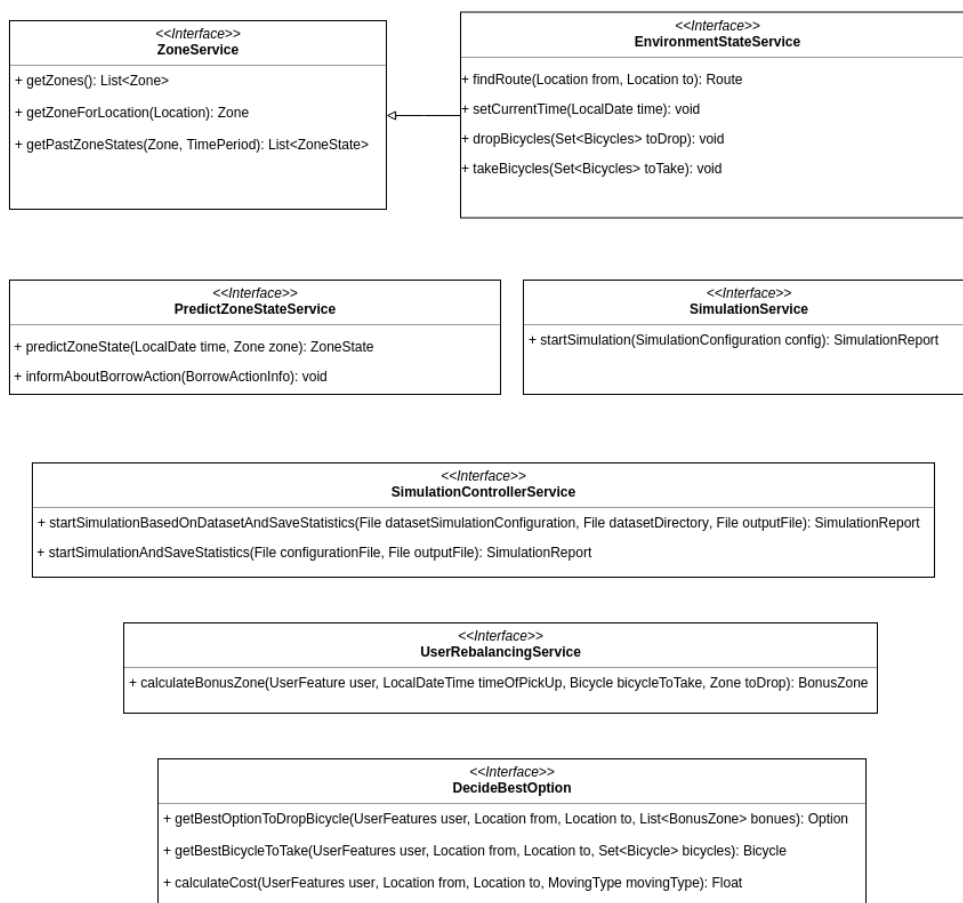 <<Interface>>
ZoneService
+ getZones(): List<Zone>
+ getZoneForLocation(Location): Zone
+ getPastZoneStates(Zone, TimePeriod): List<ZoneState>
<<Interface>>
EnvironmentStateService
+ findRoute(Location from, Location to): Route
+ setCurrentTime(LocalDate time): void
+ dropBicycles(Set<Bicycles> toDrop): void
+ takeBicycles(Set<Bicycles> toTake): void
<<Interface>>
PredictZoneStateService
+ predictZoneState(LocalDate time, Zone zone): ZoneState
+ informAboutBorrowAction(BorrowActionInfo): void
<<Interface>>
SimulationService
+ startSimulation(SimulationConfiguration config): SimulationReport
<<Interface>>
SimulationControllerService
+ startSimulationBasedOnDatasetAndSaveStatistics(File datasetSimulationConfiguration, File datasetDirectory, File outputFile): SimulationReport
+ startSimulationAndSaveStatistics(File configurationFile, File outputFile): SimulationReport
<<Interface>>
UserRebalancingService
+ calculateBonusZone(UserFeature user, LocalDateTime timeOfPickUp, Bicycle bicycleToTake, Zone toDrop): BonusZone
<<Interface>>
DecideBestOption
+ getBestOptionToDropBicycle(UserFeatures user, Location from, Location to, List<BonusZone> bonues): Option
+ getBestBicycleToTake(UserFeatures user, Location from, Location to, Set<Bicycle> bicycles): Bicycle
+ calculateCost(UserFeatures user, Location from, Location to, MovingType movingType): Float